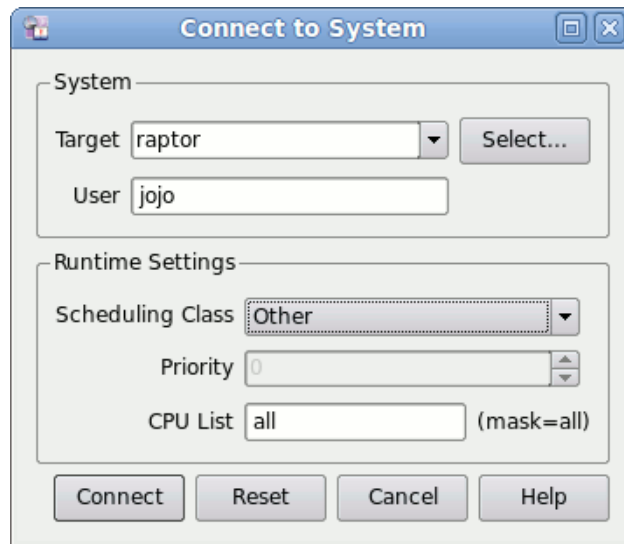 Connect to System
System
Target raptor Select...
User jojo
Runtime Settings
Scheduling Class Other
Priority 0
CPU List all (mask=all)
Connect Reset Cancel Help